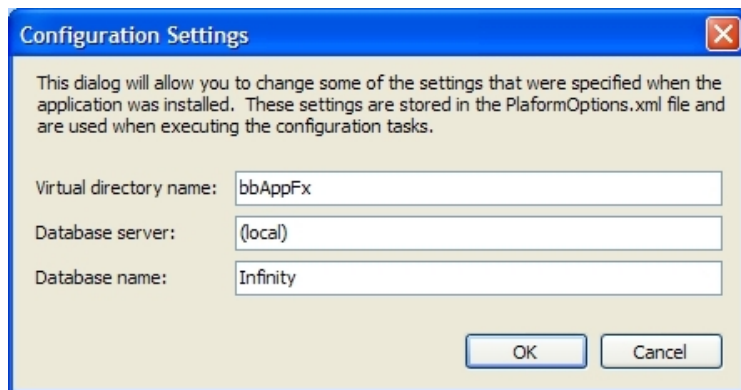 Configuration Settings
This dialog will allow you to change some of the settings that were specified when the
application was installed.  These settings are stored in the PlaformOptions.xml file and
are used when executing the configuration tasks.
Virtual directory name: bbAppFx
Database server: (local)
Database name: Infinity
OK Cancel